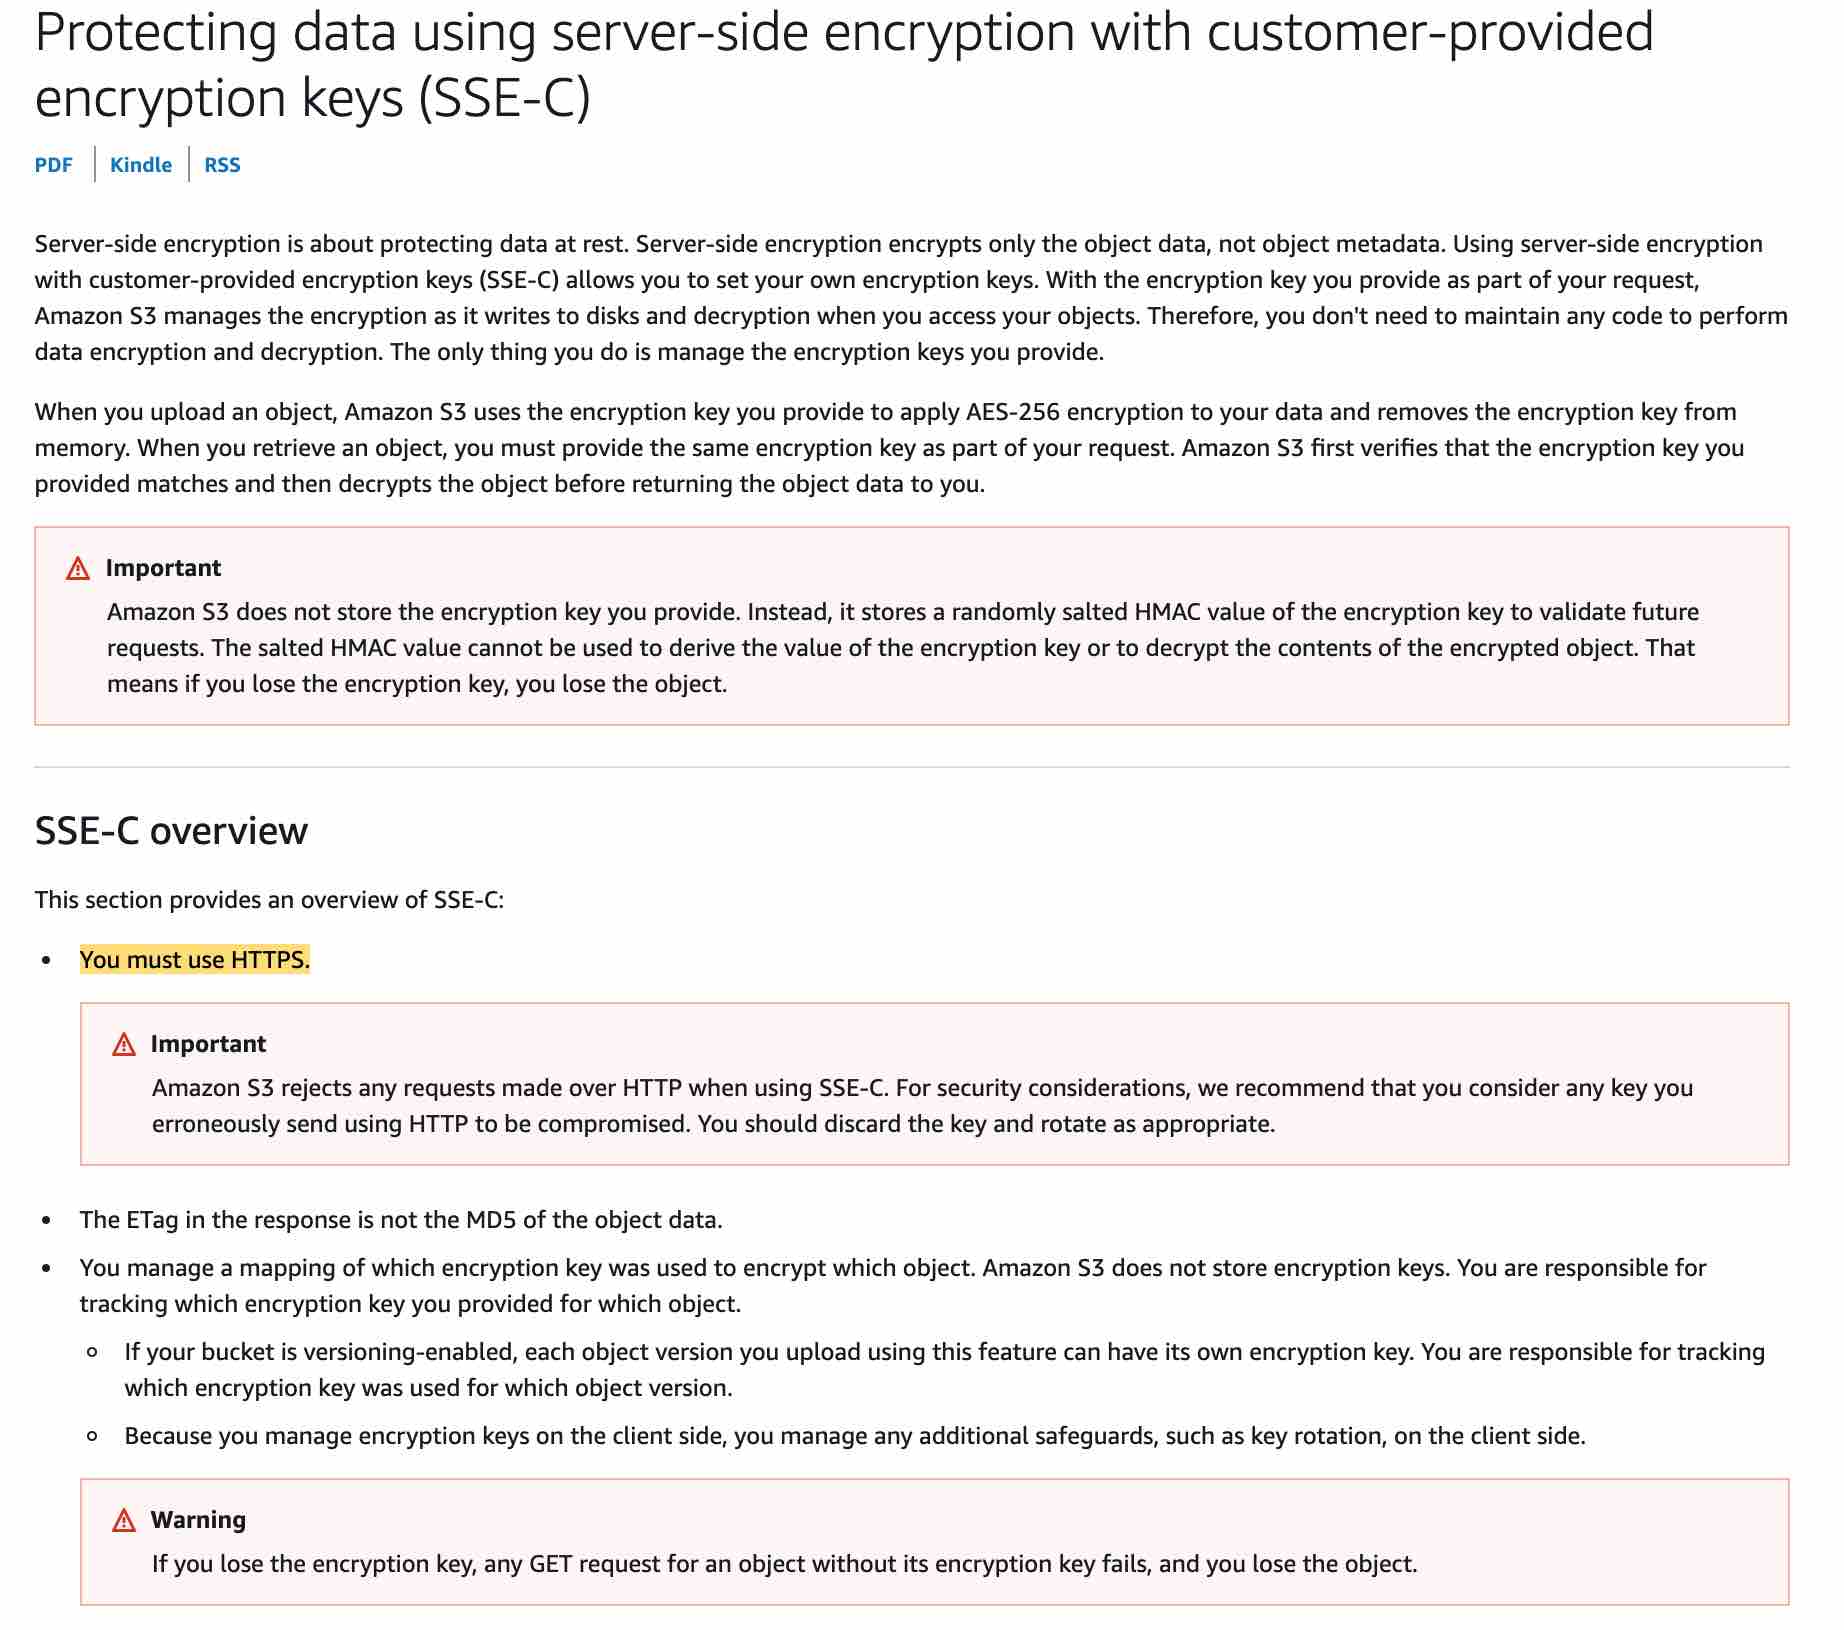 Protecting data using server-side encryption with customer-provided
encryption keys (SSE-C)
PDF
Kindle
RSS
Server-side encryption is about protecting data at rest. Server-side encryption encrypts only the object data, not object metadata. Using server-side encryption
with customer-provided encryption keys (SSE-C) allows you to set your own encryption keys. With the encryption key you provide as part of your request,
Amazon S3 manages the encryption as it writes to disks and decryption when you access your objects. Therefore, you don't need to maintain any code to perform
data encryption and decryption. The only thing you do is manage the encryption keys you provide.
When you upload an object, Amazon S3 uses the encryption key you provide to apply AES-256 encryption to your data and removes the encryption key from
memory. When you retrieve an object, you must provide the same encryption key as part of your request. Amazon S3 first verifies that the encryption key you
provided matches and then decrypts the object before returning the object data to you.
Important
Amazon S3 does not store the encryption key you provide. Instead, it stores a randomly salted HMAC value of the encryption key to validate future
requests. The salted HMAC value cannot be used to derive the value of the encryption key or to decrypt the contents of the encrypted object. That
means if you lose the encryption key, you lose the object.
SSE-C overview
This section provides an overview of SSE-C:
• You must use HTTPS.
Important
Amazon S3 rejects any requests made over HTTP when using SSE-C. For security considerations, we recommend that you consider any key you
erroneously send using HTTP to be compromised. You should discard the key and rotate as appropriate.
• The ETag in the response is not the MD5 of the object data.
• You manage a mapping of which encryption key was used to encrypt which object. Amazon S3 does not store encryption keys. You are responsible for
tracking which encryption key you provided for which object.
◦ If your bucket is versioning-enabled, each object version you upload using this feature can have its own encryption key. You are responsible for tracking
which encryption key was used for which object version.
◦ Because you manage encryption keys on the client side, you manage any additional safeguards, such as key rotation, on the client side.
Warning
If you lose the encryption key, any GET request for an object without its encryption key fails, and you lose the object.